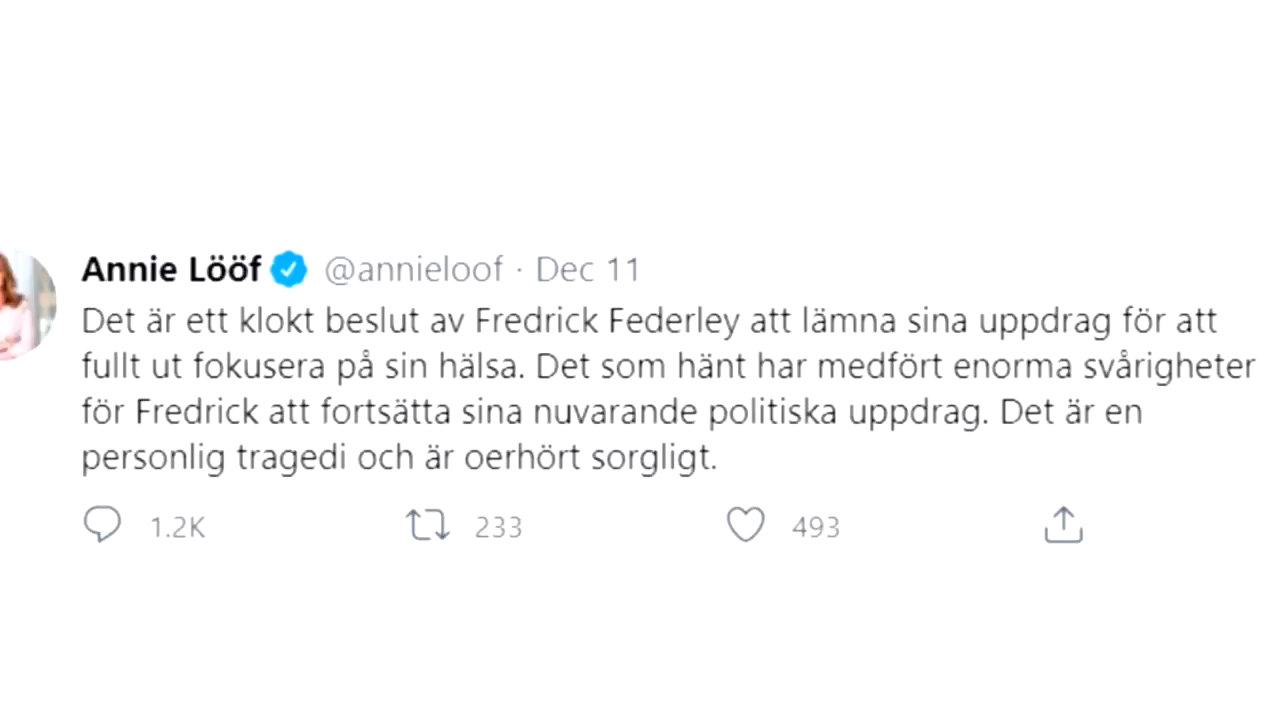 Annie Lööf @annieloof · Dec 11
Det är ett klokt beslut av Fredrick Federley att lämna sina uppdrag för att
fullt ut fokusera på sin hälsa. Det som hänt har medfört enorma svårigheter
för Fredrick att fortsätta sina nuvarande politiska uppdrag. Det är en
personlig tragedi och är oerhört sorgligt.
1.2K 233 493